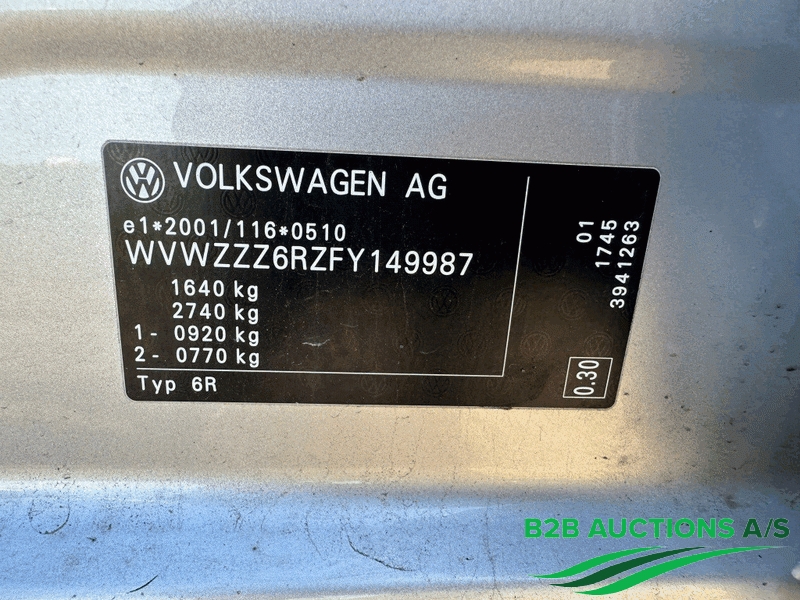 VOLKSWAGEN AG
e1*2001/116*0510
WVWZZZ6RZFY149987
1640 kg
2740 kg
1- 0920 kg
2- 0770 kg
Typ 6R
01
1745
3941263
0.30
B2B AUCTIONS A/S